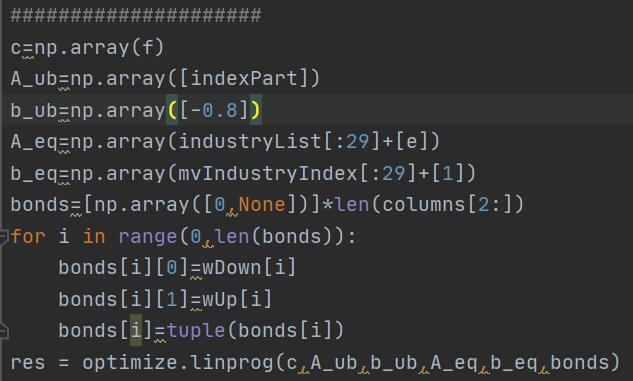 #####################
c=np.array(f)
A_ub=np.array([indexPart])
b_ub=np.array([-0.8])
A_eq=np.array(industryList[:29]+[e])
b_eq=np.array(mvIndustryIndex[:29]+[1])
bonds=[np.array([0,None])]*len(columns[2:])
for i in range(0,len(bonds)):
    bonds[i][0]=wDown[i]
    bonds[i][1]=wUp[i]
    bonds[i]=tuple(bonds[i])
res = optimize.linprog(c,A_ub,b_ub,A_eq,b_eq,bonds)